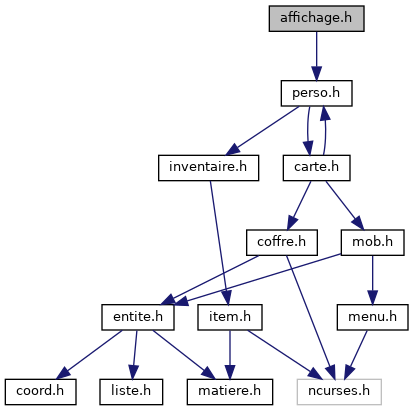 affichage.h
perso.h
inventaire.h
carte.h
coffre.h
mob.h
entite.h
item.h
menu.h
coord.h
liste.h
matiere.h
ncurses.h